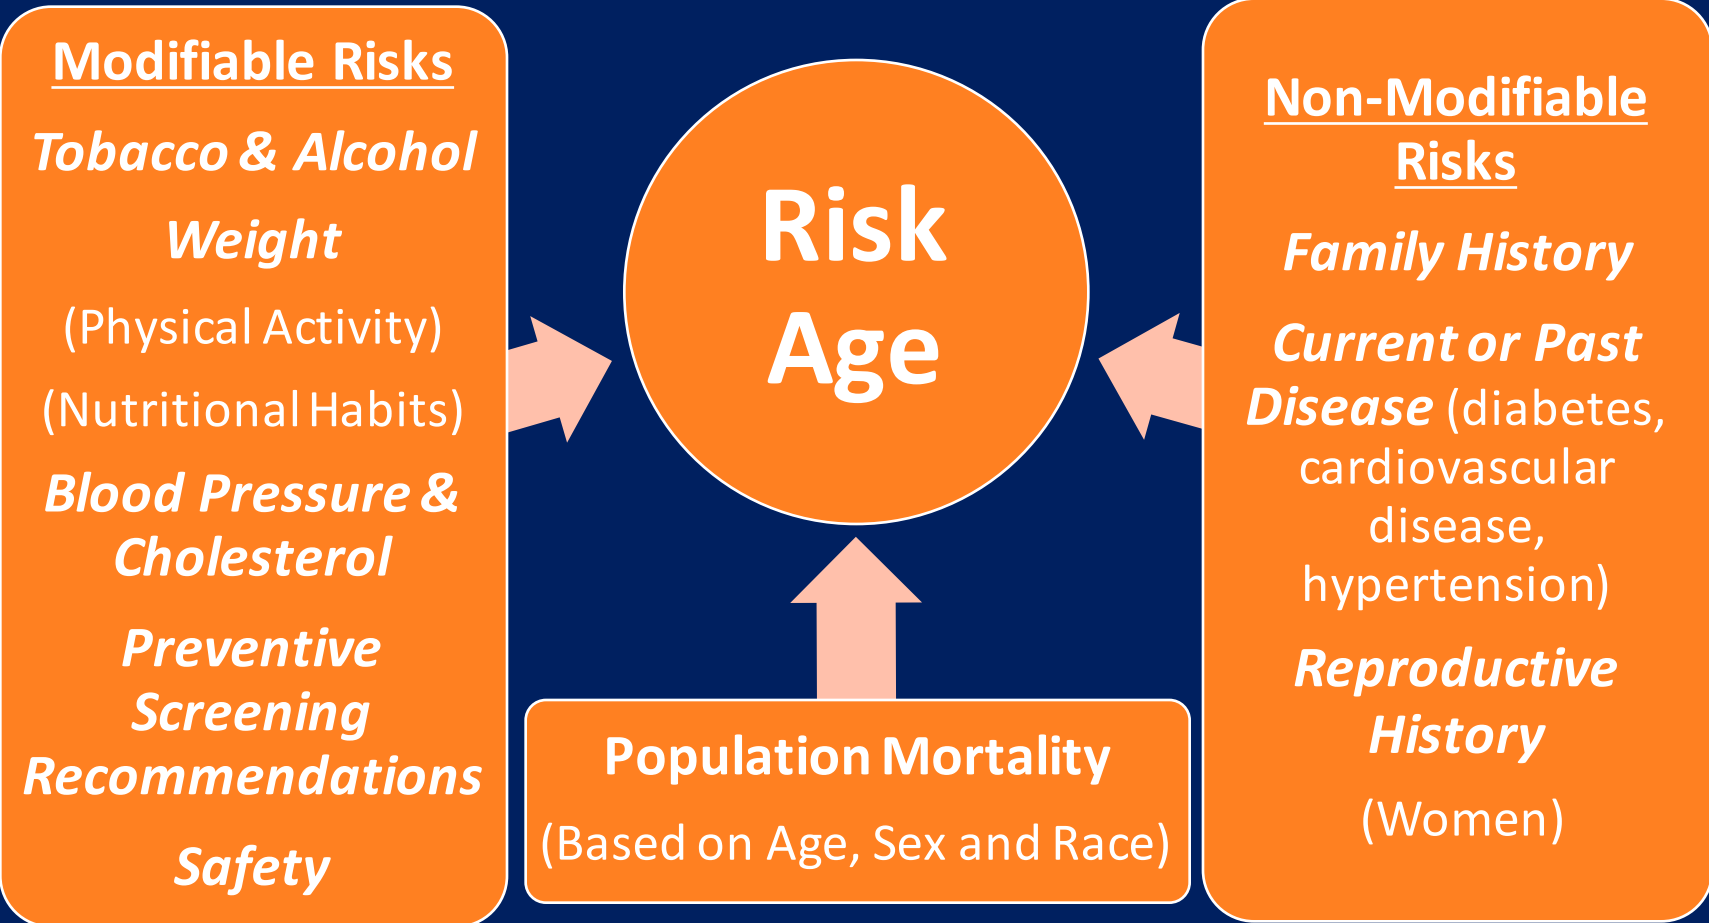 Modifiable Risks
Tobacco & Alcohol
Weight
(Physical Activity)
(Nutritional Habits)
Blood Pressure &
Cholesterol
Preventive
Screening
Recommendations
Safety
Risk
Age
Population Mortality
(Based on Age, Sex and Race)
Non-Modifiable
Risks
Family History
Current or Past
Disease (diabetes,
cardiovascular
disease,
hypertension)
Reproductive
History
(Women)